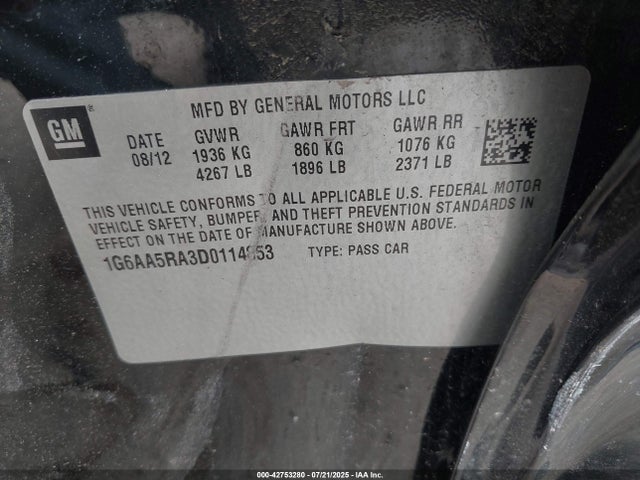 GM
®
MFD BY GENERAL MOTORS LLC
DATE GVWR GAWR FRT GAWR RR
08/12 1936 KG 860 KG 1076 KG
4267 LB 1896 LB 2371 LB
THIS VEHICLE CONFORMS TO ALL APPLICABLE U.S. FEDERAL MOTOR
VEHICLE SAFETY, BUMPER, AND THEFT PREVENTION STANDARDS IN
EFFECT ON THE DATE OF MANUFACTURE SHOWN ABOVE.
1G6AA5RA3D0114853 TYPE: PASS CAR
000-42753280 - 07/21/2025 - IAA Inc.